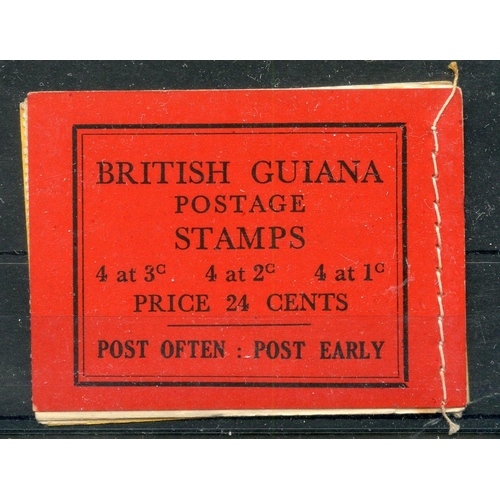 BRITISH GUIANA
POSTAGE
STAMPS
4 at 3c 4 at 2c 4 at 1c
PRICE 24 CENTS
POST OFTEN : POST EARLY